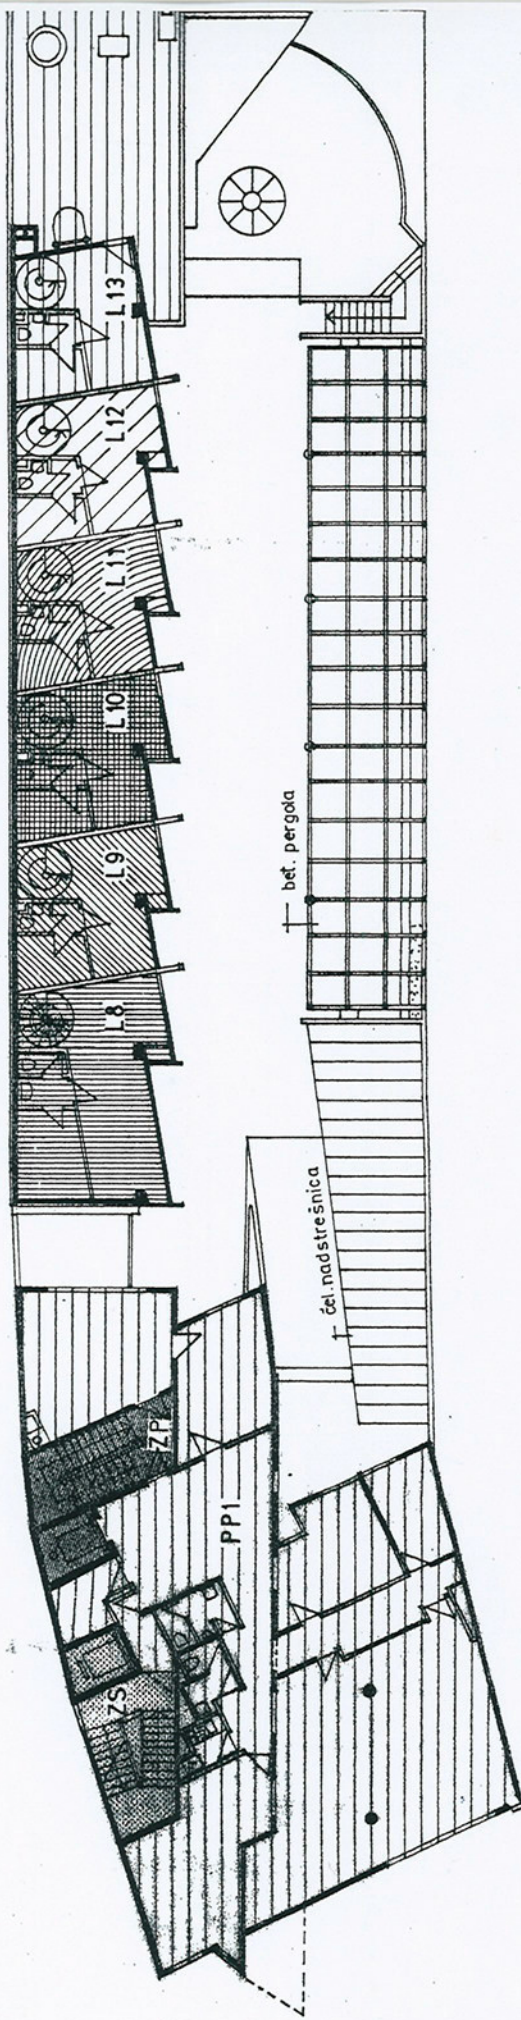 L13
L12
L11
L10
L9
L8
bet. pergola
čel. nadstrešnica
ZP
PP1
ZS